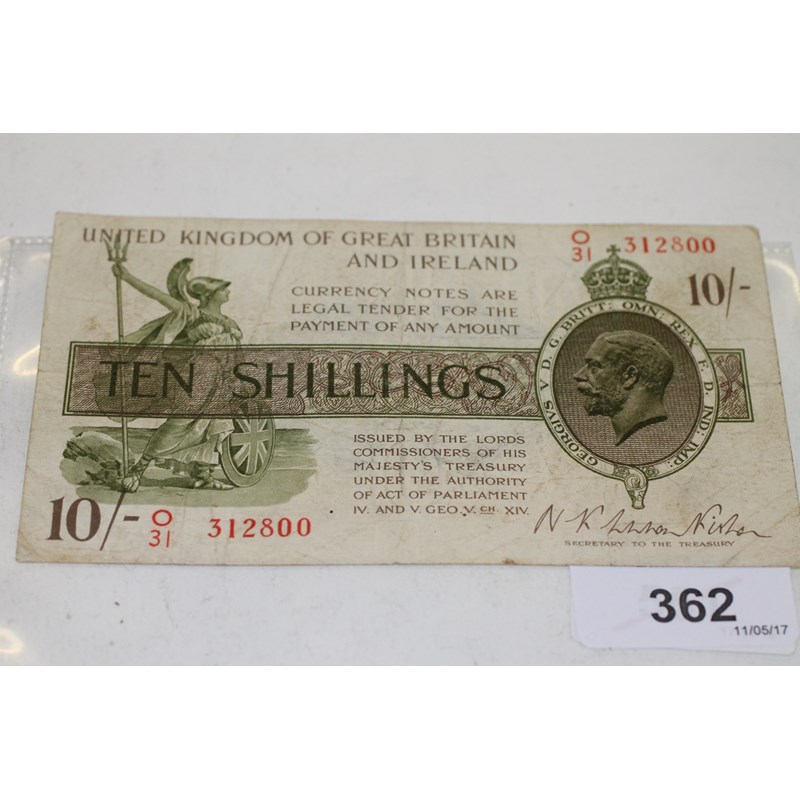 UNITED KINGDOM OF GREAT BRITAIN
AND IRELAND
O
31 312800
10/-
CURRENCY NOTES ARE
LEGAL TENDER FOR THE
PAYMENT OF ANY AMOUNT
TEN SHILLINGS
GEORGIVS V D. G. BRITT: OMN: REX F. D. IND: IMP:
ISSUED BY THE LORDS
COMMISSIONERS OF HIS
MAJESTY'S TREASURY
UNDER THE AUTHORITY
OF ACT OF PARLIAMENT
IV. AND V. GEO. V. CH XIV.
10/- O
31 312800
SECRETARY TO THE TREASURY
362
11/05/17